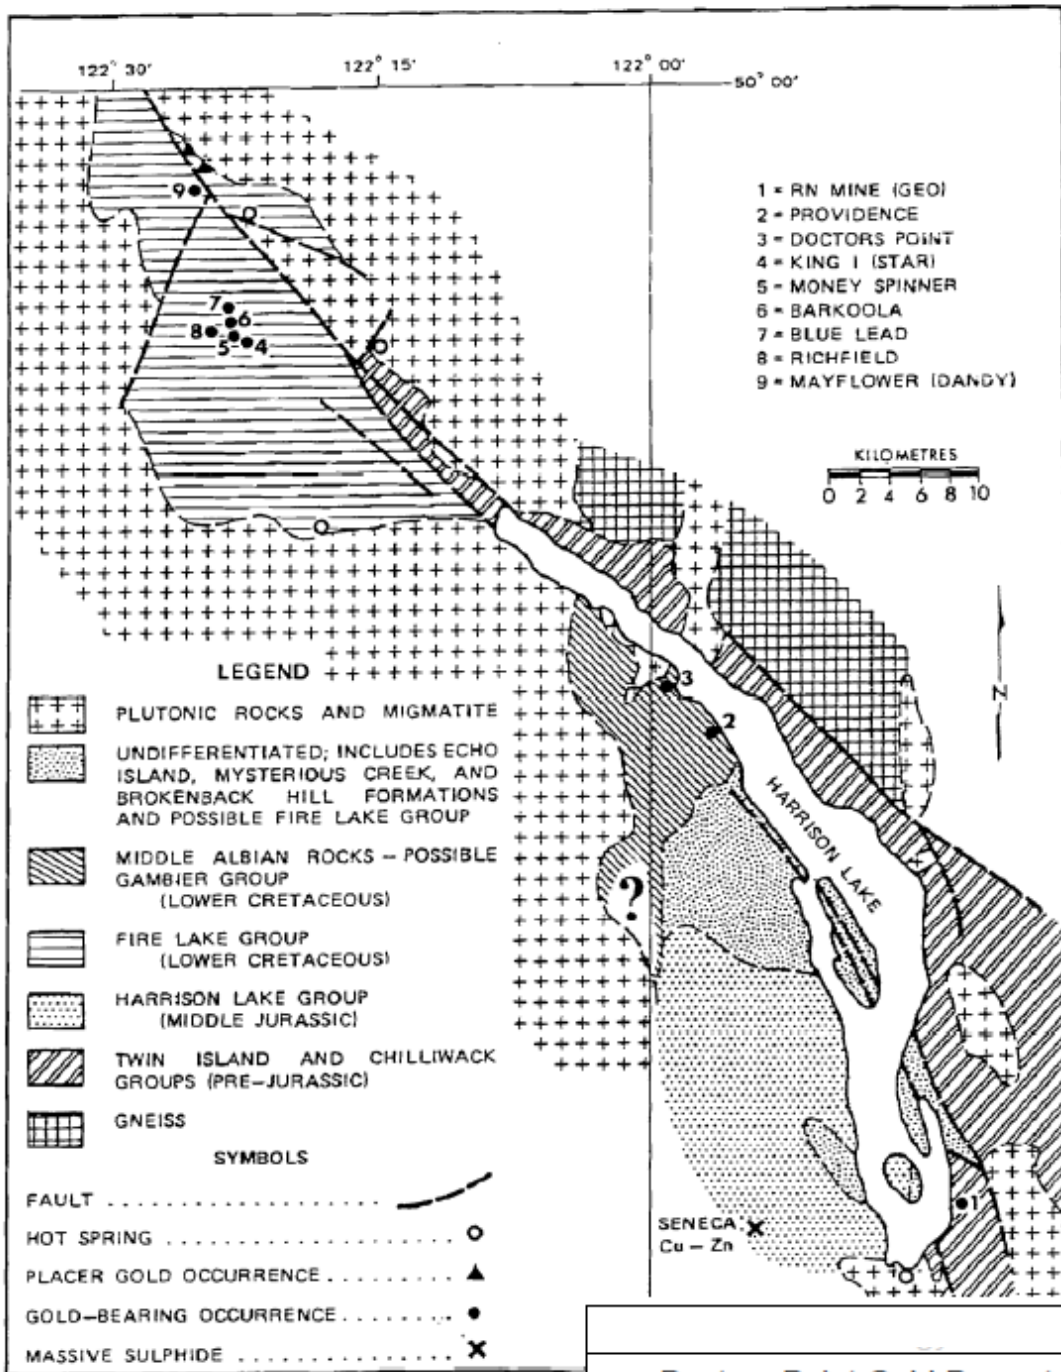 122° 30'
122° 15'
122° 00'
50° 00'
1 = RN MINE (GEO)
2 = PROVIDENCE
3 = DOCTORS POINT
4 = KING I (STAR)
5 = MONEY SPINNER
6 = BARKOOLA
7 = BLUE LEAD
8 = RICHFIELD
9 = MAYFLOWER (DANDY)
9
7
6
8
5
4
KILOMETRES
0 2 4 6 8 10
N
3
2
HARRISON LAKE
?
1
SENECA
Cu – Zn
LEGEND
PLUTONIC ROCKS AND MIGMATITE
UNDIFFERENTIATED; INCLUDES ECHO
ISLAND, MYSTERIOUS CREEK, AND
BROKENBACK HILL FORMATIONS
AND POSSIBLE FIRE LAKE GROUP
MIDDLE ALBIAN ROCKS – POSSIBLE
GAMBIER GROUP
(LOWER CRETACEOUS)
FIRE LAKE GROUP
(LOWER CRETACEOUS)
HARRISON LAKE GROUP
(MIDDLE JURASSIC)
TWIN ISLAND AND CHILLIWACK
GROUPS (PRE-JURASSIC)
GNEISS
SYMBOLS
FAULT
HOT SPRING
PLACER GOLD OCCURRENCE
GOLD–BEARING OCCURRENCE
MASSIVE SULPHIDE